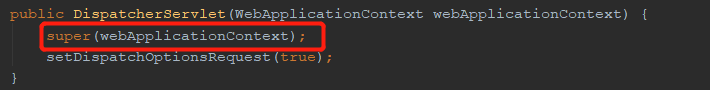 public DispatcherServlet(WebApplicationContext webApplicationContext) {
    super(webApplicationContext);
    setDispatchOptionsRequest(true);
}